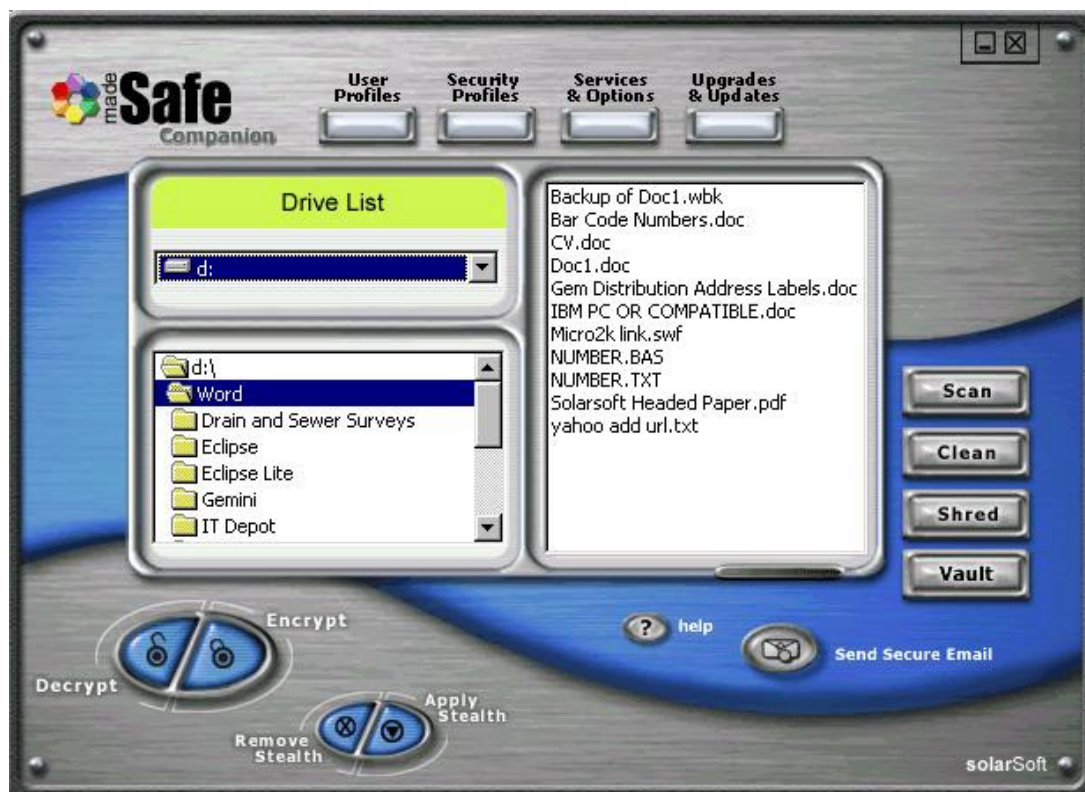 made
Safe
Companion
User
Profiles
Security
Profiles
Services
& Options
Upgrades
& Updates
Drive List
d:
d:\
Word
Drain and Sewer Surveys
Eclipse
Eclipse Lite
Gemini
IT Depot
Backup of Doc1.wbk
Bar Code Numbers.doc
CV.doc
Doc1.doc
Gem Distribution Address Labels.doc
IBM PC OR COMPATIBLE.doc
Micro2k link.swf
NUMBER.BAS
NUMBER.TXT
Solarsoft Headed Paper.pdf
yahoo add url.txt
Scan
Clean
Shred
Vault
Encrypt
Decrypt
? help
Send Secure Email
Apply
Stealth
Remove
Stealth
solarSoft